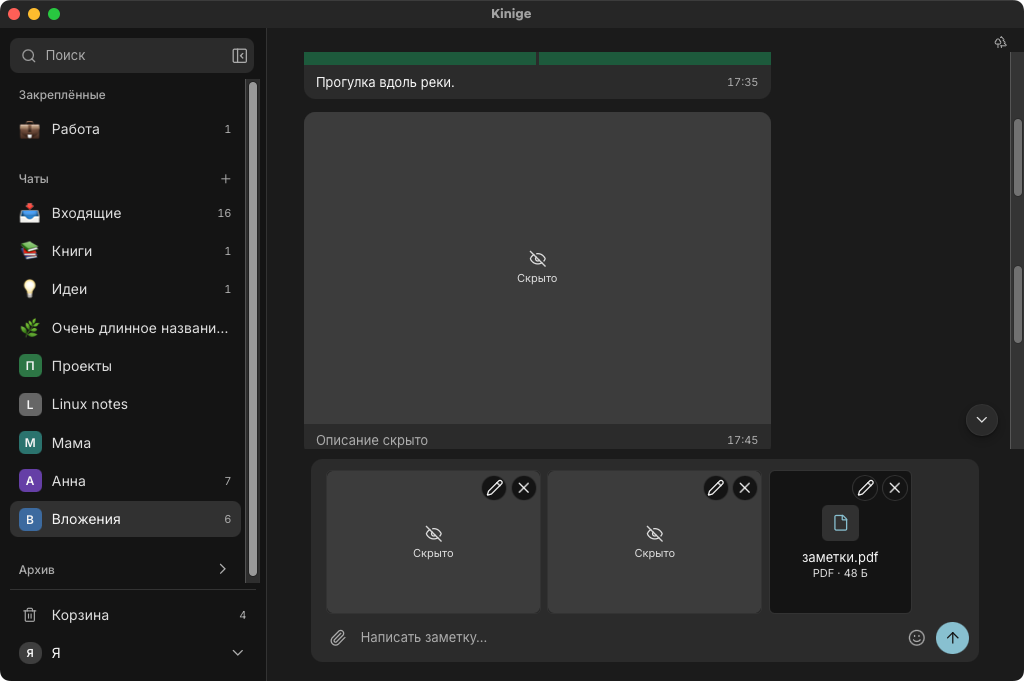 Kinige
Поиск
Закреплённые
Работа 1
Чаты
Входящие 16
Книги 1
Идеи 1
Очень длинное названи...
П Проекты
L Linux notes
М Мама
А Анна 7
В Вложения 6
Архив
Корзина 4
Я Я
Прогулка вдоль реки. 17:35
Скрыто
Описание скрыто 17:45
Скрыто
Скрыто
заметки.pdf
PDF · 48 Б
Написать заметку...